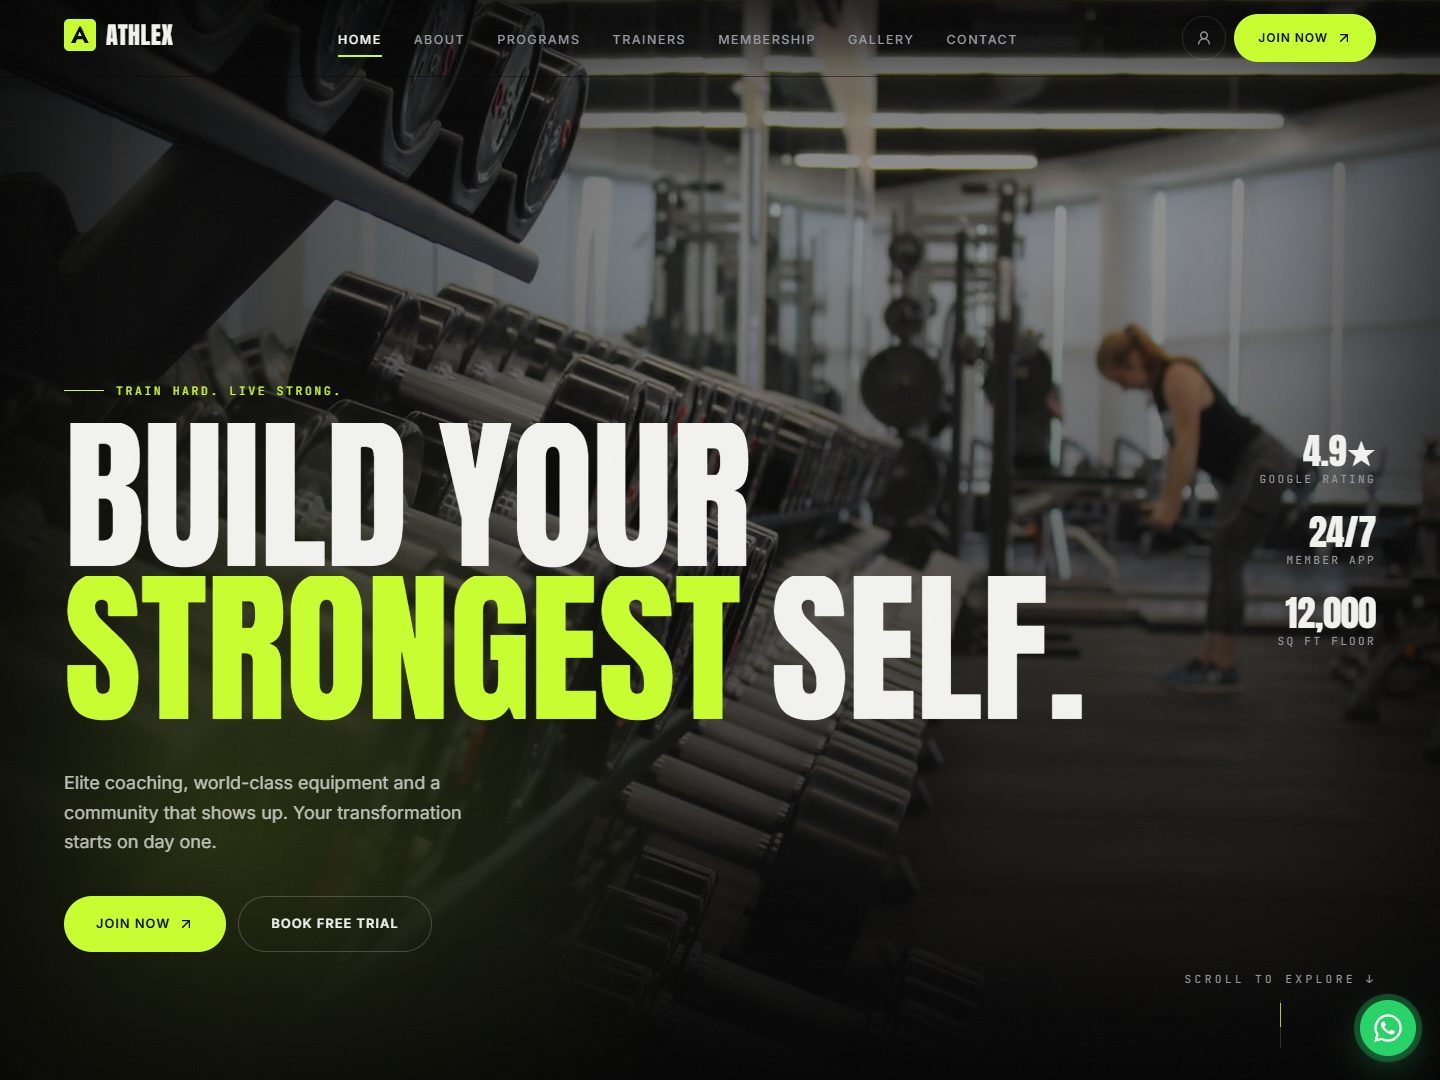 A ATHLEX
HOME ABOUT PROGRAMS TRAINERS MEMBERSHIP GALLERY CONTACT
JOIN NOW
TRAIN HARD. LIVE STRONG.
BUILD YOUR
STRONGEST SELF.
4.9★
GOOGLE RATING
24/7
MEMBER APP
12,000
SQ FT FLOOR
Elite coaching, world-class equipment and a
community that shows up. Your transformation
starts on day one.
JOIN NOW
BOOK FREE TRIAL
SCROLL TO EXPLORE ↓